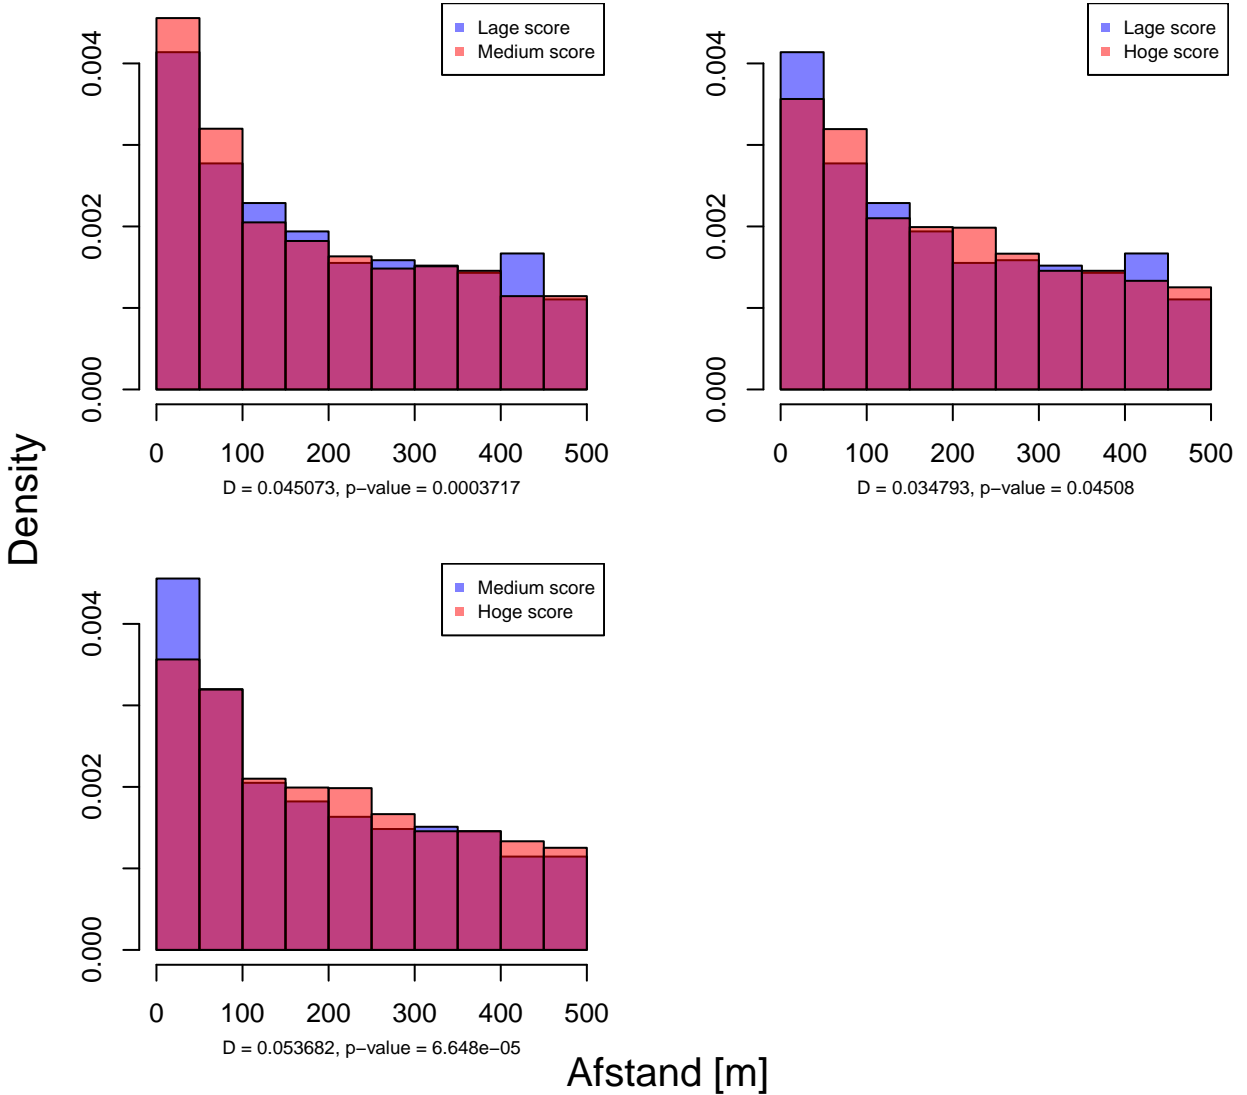 Lage score
Medium score
0.000
0.002
0.004
0
100
200
300
400
500
D = 0.045073, p−value = 0.0003717
Lage score
Hoge score
0.000
0.002
0.004
0
100
200
300
400
500
D = 0.034793, p−value = 0.04508
Density
Medium score
Hoge score
0.000
0.002
0.004
0
100
200
300
400
500
D = 0.053682, p−value = 6.648e−05
Afstand [m]